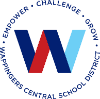 • EMPOWER • CHALLENGE • GROW •
WAPPINGERS CENTRAL SCHOOL DISTRICT
W